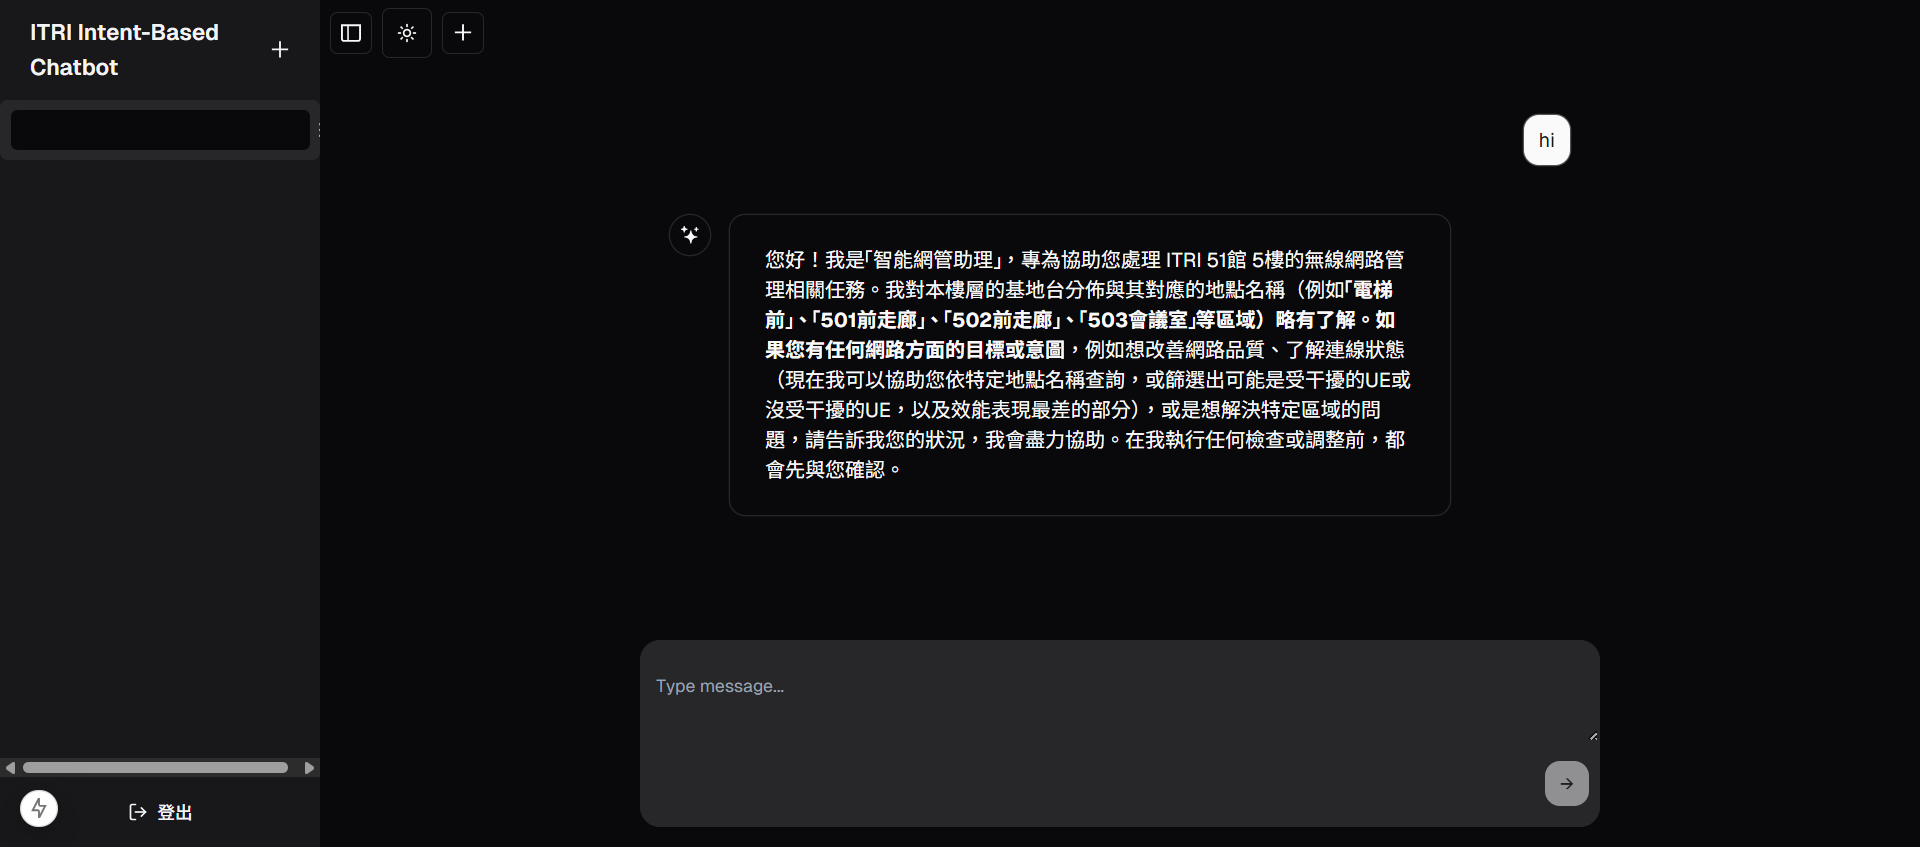 ITRI Intent-Based
Chatbot
hi
您好！我是「智能網管助理」，專為協助您處理 ITRI 51館 5樓的無線網路管
理相關任務。我對本樓層的基地台分佈與其對應的地點名稱（例如「電梯
前」、「501前走廊」、「502前走廊」、「503會議室」等區域）略有了解。如
果您有任何網路方面的目標或意圖，例如想改善網路品質、了解連線狀態
（現在我可以協助您依特定地點名稱查詢，或篩選出可能是受干擾的UE或
沒受干擾的UE，以及效能表現最差的部分），或是想解決特定區域的問
題，請告訴我您的狀況，我會盡力協助。在我執行任何檢查或調整前，都
會先與您確認。
Type message...
登出